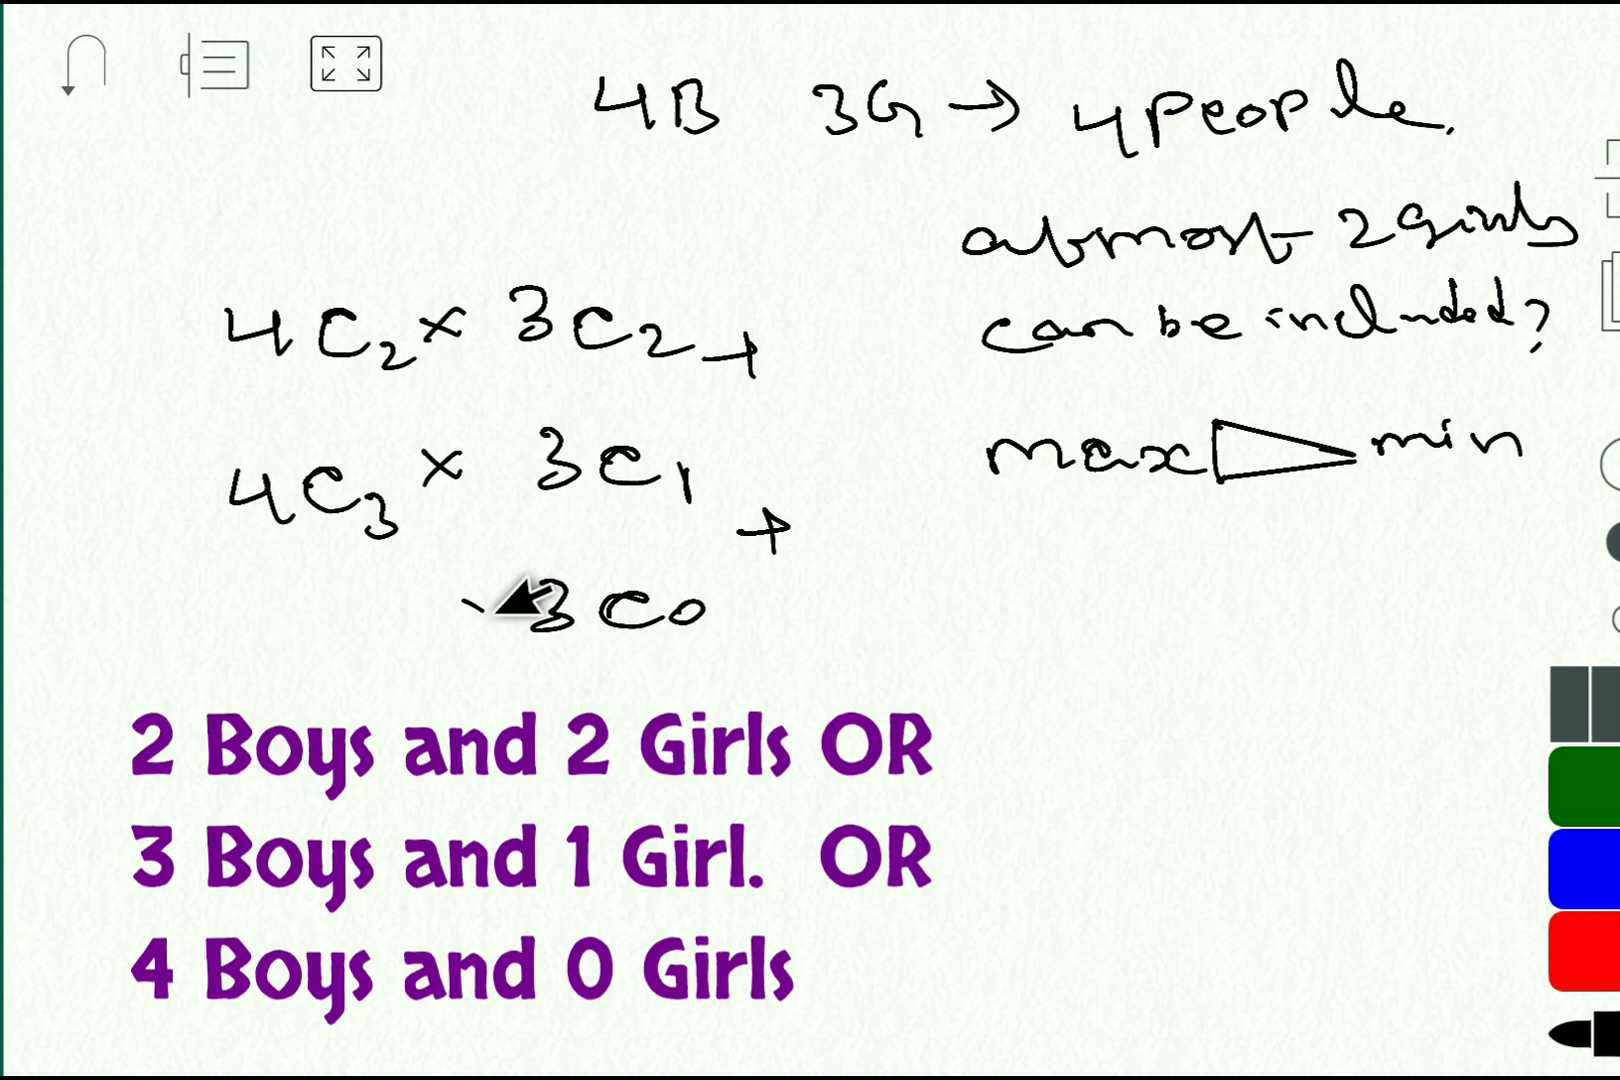 4B 3G → 4 People.
atmost 2 girls
can be included?
4C2 × 3C2 +
4C3 × 3C1 +
3C0
max ▷ min
2 Boys and 2 Girls OR
3 Boys and 1 Girl. OR
4 Boys and 0 Girls